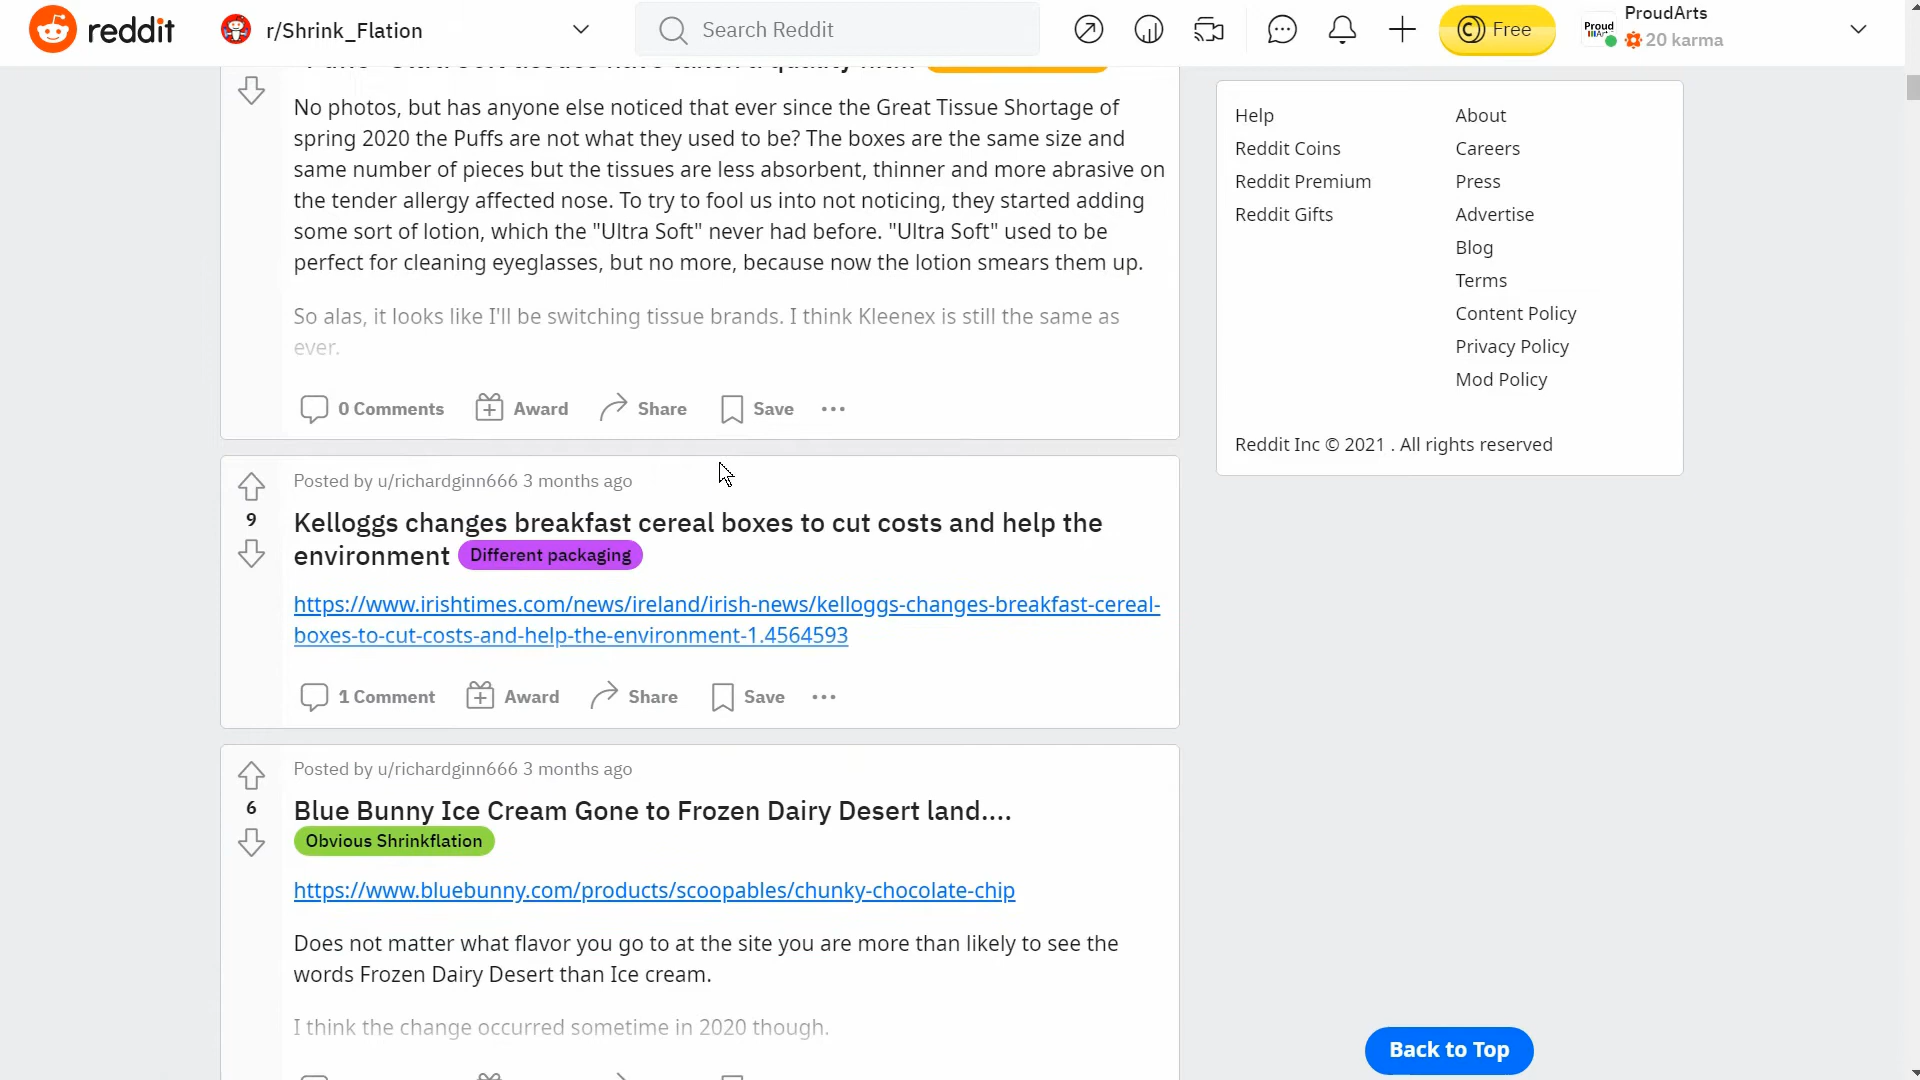 reddit
r/Shrink_Flation
Search Reddit
Free
Proud
ProudArts
20 karma
No photos, but has anyone else noticed that ever since the Great Tissue Shortage of
spring 2020 the Puffs are not what they used to be? The boxes are the same size and
same number of pieces but the tissues are less absorbent, thinner and more abrasive on
the tender allergy affected nose. To try to fool us into not noticing, they started adding
some sort of lotion, which the "Ultra Soft" never had before. "Ultra Soft" used to be
perfect for cleaning eyeglasses, but no more, because now the lotion smears them up.
So alas, it looks like I'll be switching tissue brands. I think Kleenex is still the same as
ever.
0 Comments
Award
Share
Save
Posted by u/richardginn666 3 months ago
9
Kelloggs changes breakfast cereal boxes to cut costs and help the
environment
Different packaging
https://www.irishtimes.com/news/ireland/irish-news/kelloggs-changes-breakfast-cereal-
boxes-to-cut-costs-and-help-the-environment-1.4564593
1 Comment
Award
Share
Save
Posted by u/richardginn666 3 months ago
6
Blue Bunny Ice Cream Gone to Frozen Dairy Desert land....
Obvious Shrinkflation
https://www.bluebunny.com/products/scoopables/chunky-chocolate-chip
Does not matter what flavor you go to at the site you are more than likely to see the
words Frozen Dairy Desert than Ice cream.
I think the change occurred sometime in 2020 though.
Help
Reddit Coins
Reddit Premium
Reddit Gifts
About
Careers
Press
Advertise
Blog
Terms
Content Policy
Privacy Policy
Mod Policy
Reddit Inc © 2021 . All rights reserved
Back to Top